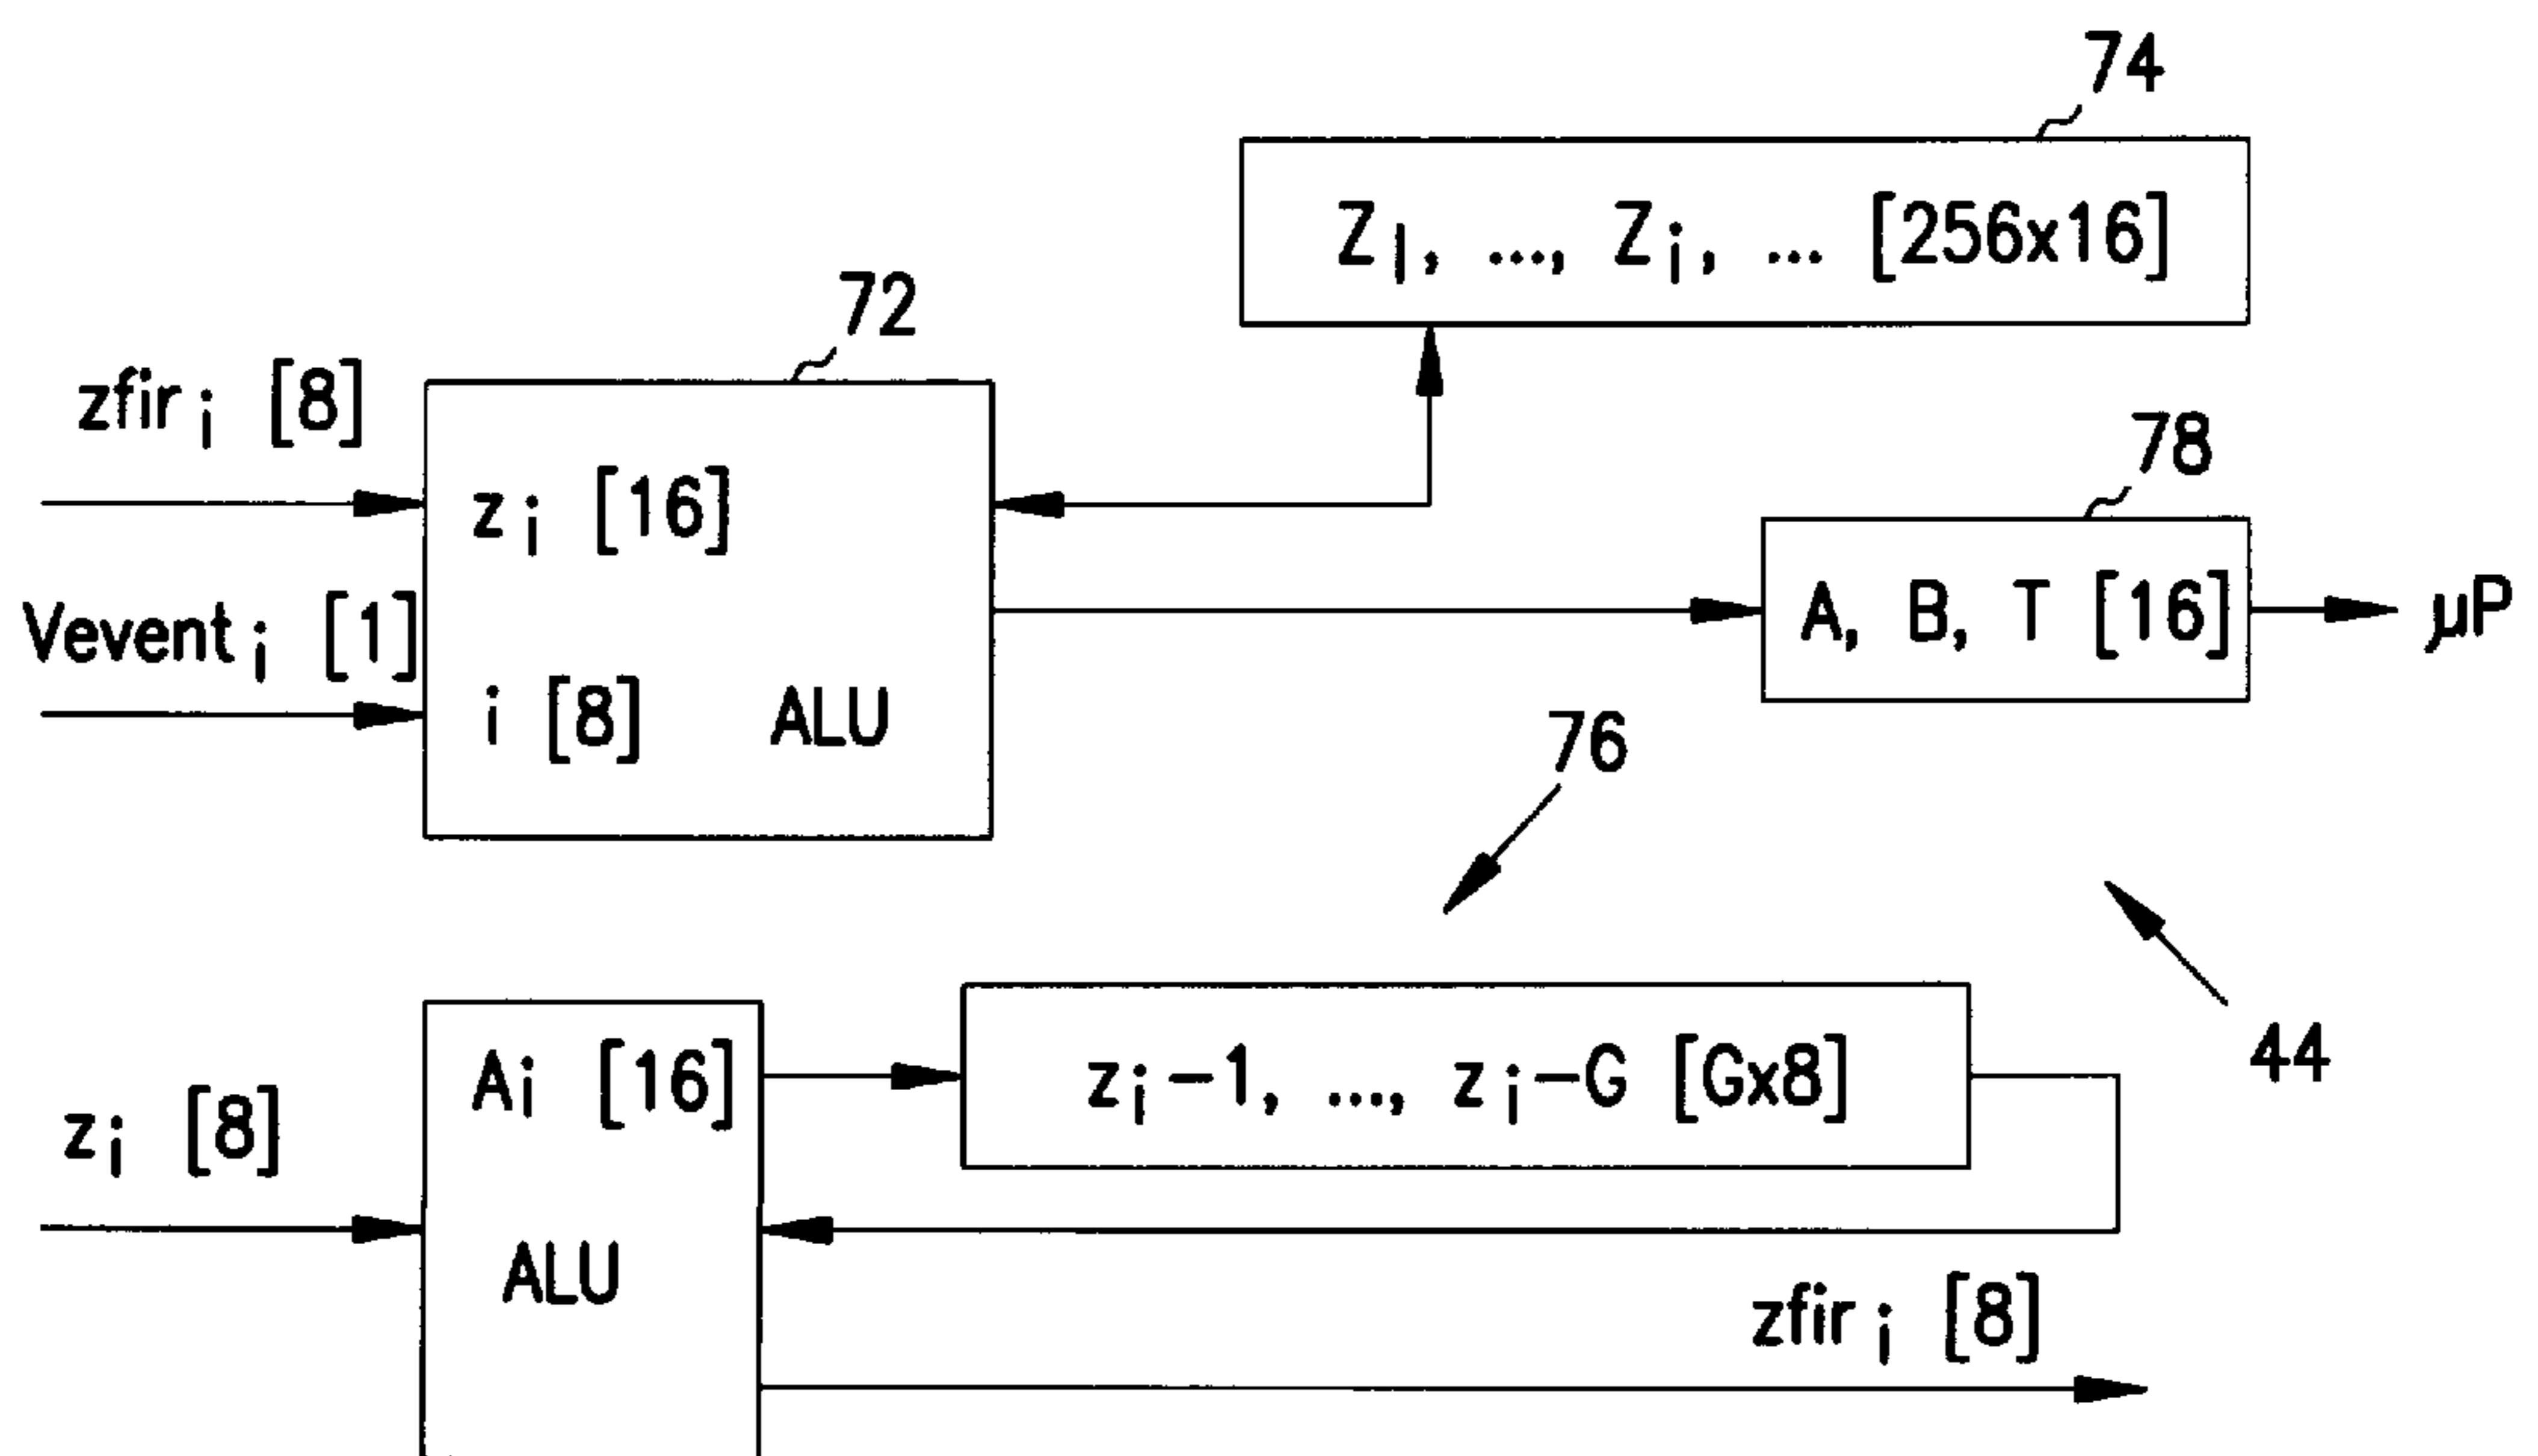 74
Z₁, ..., Zᵢ, ... [256x16]
72
zfirᵢ [8]
zᵢ [16]
78
Veventᵢ [1]
A, B, T [16]
µP
i [8] ALU
76
44
Aᵢ [16]
zᵢ-1, ..., zᵢ-G [Gx8]
zᵢ [8]
ALU
zfirᵢ [8]